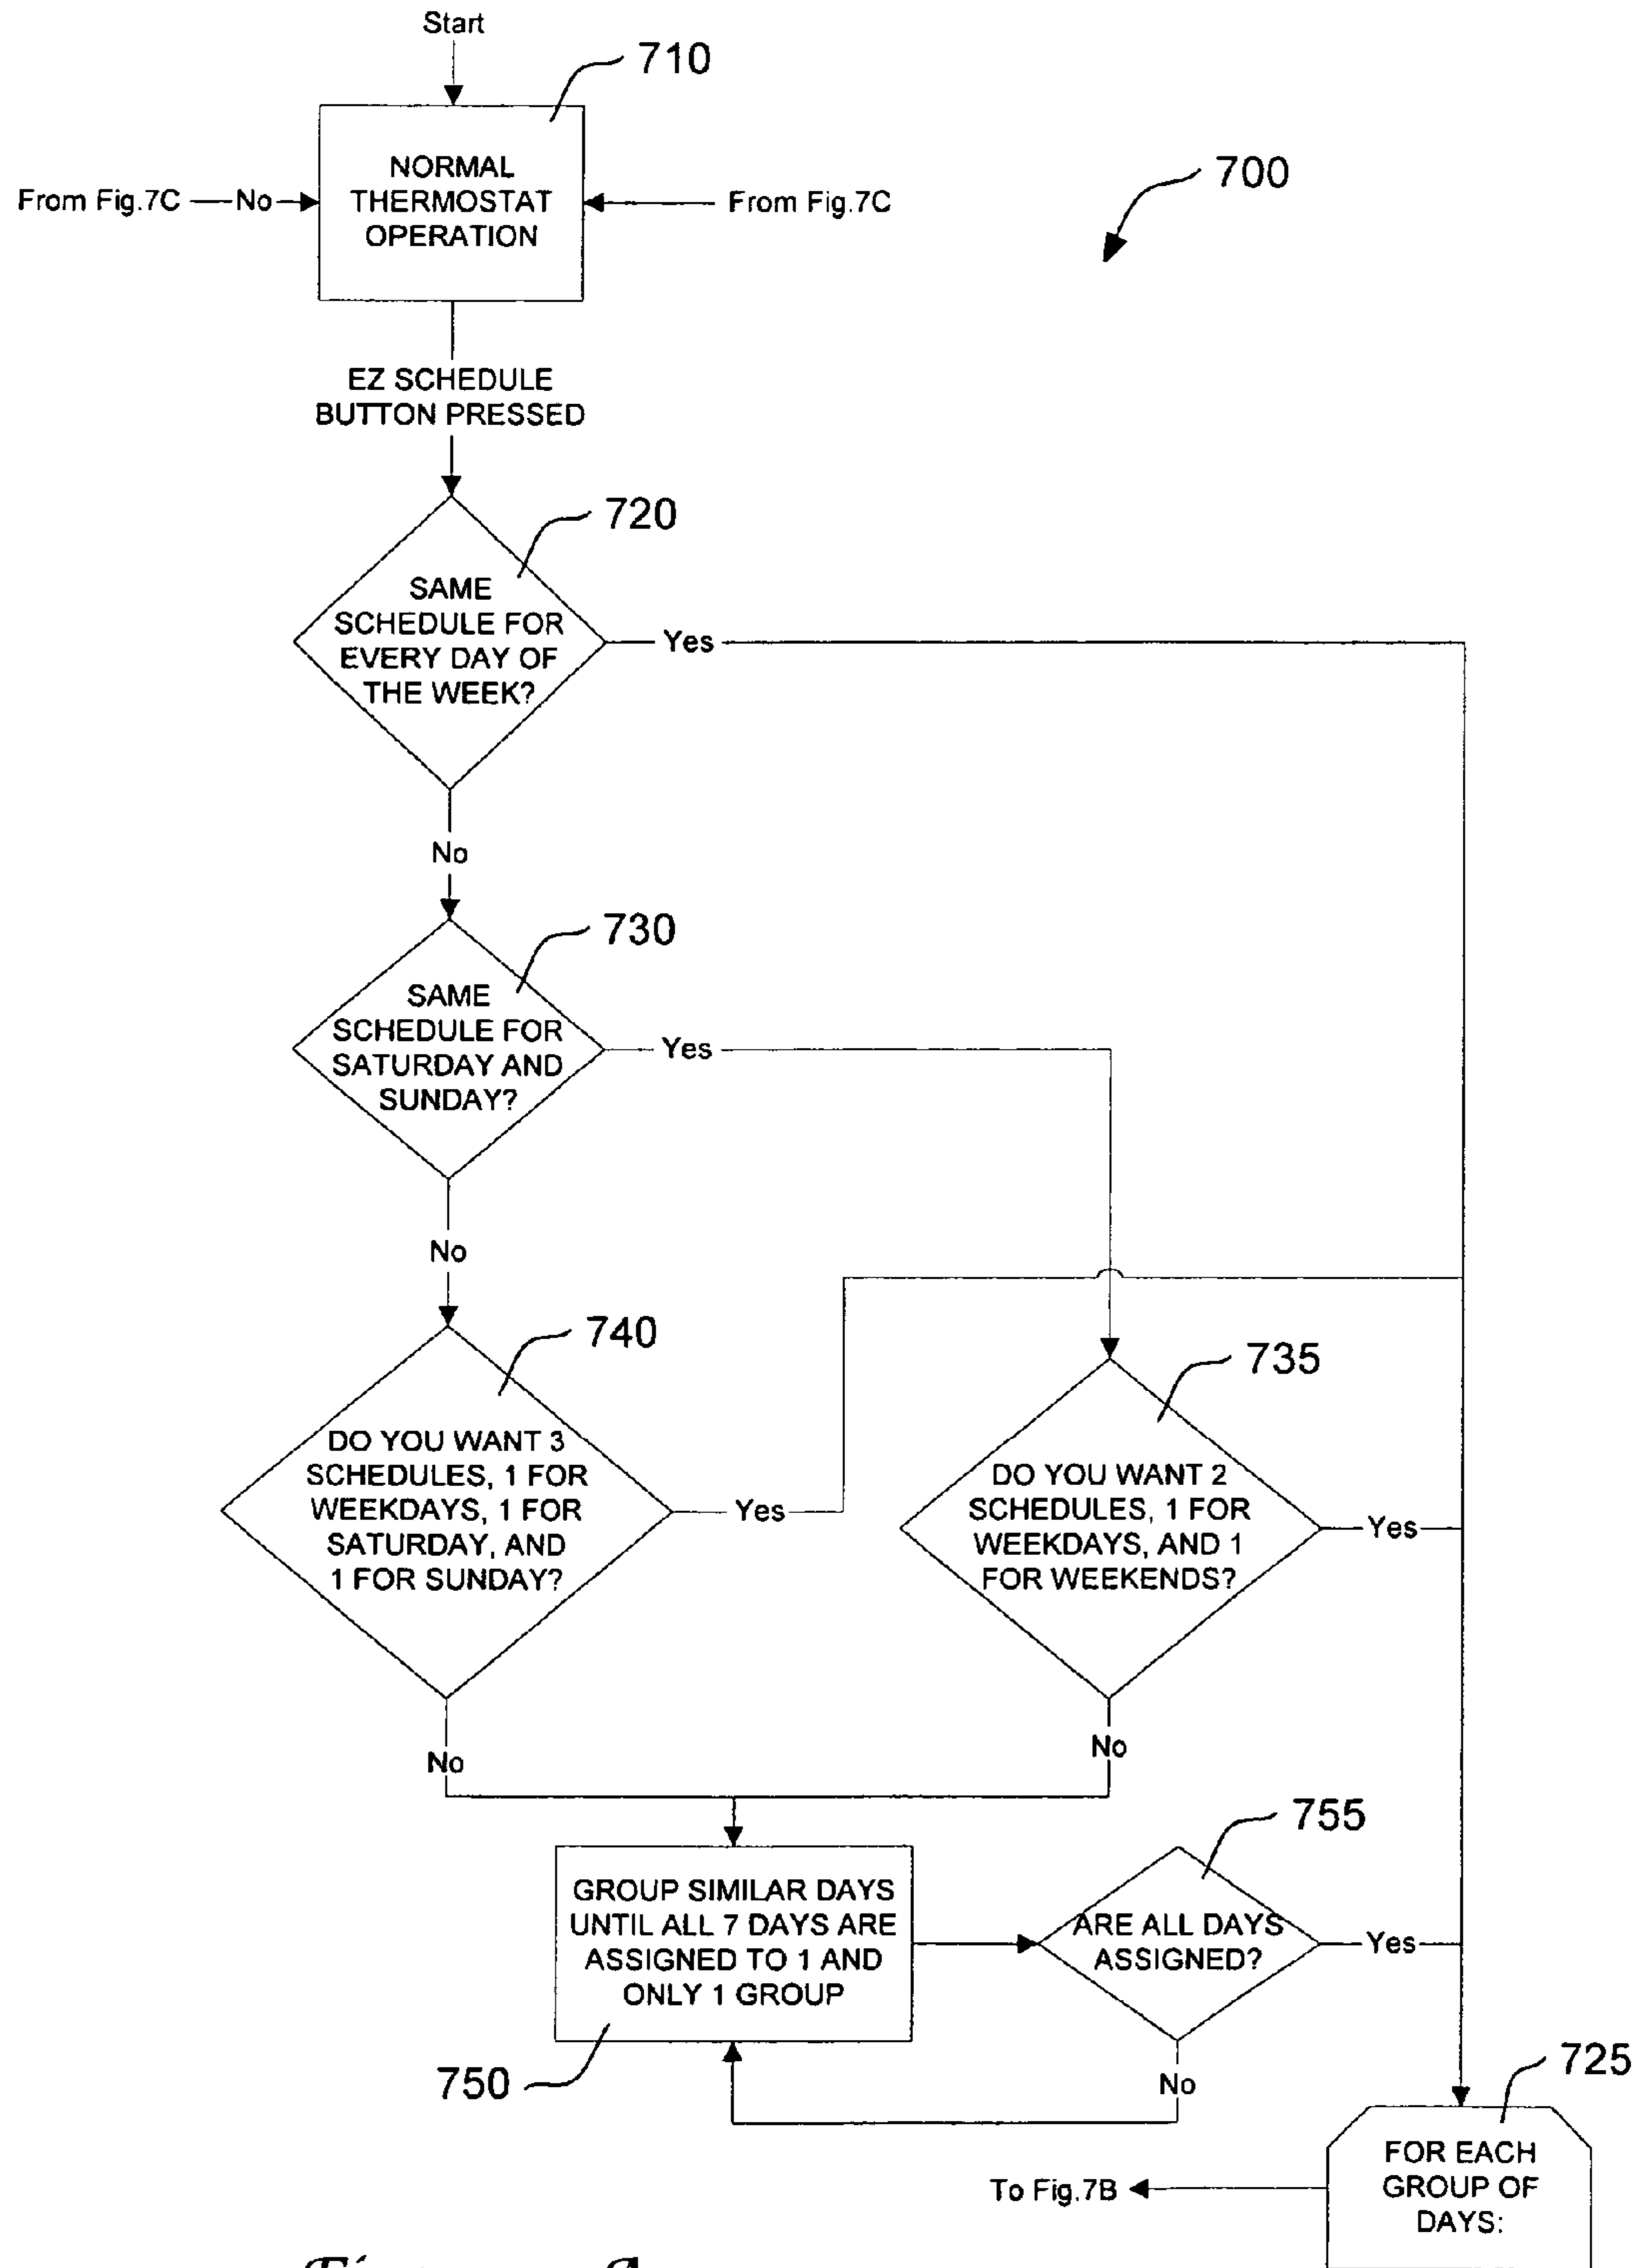 Start
710
NORMAL
THERMOSTAT
OPERATION
From Fig.7C
No
From Fig.7C
700
EZ SCHEDULE
BUTTON PRESSED
720
SAME
SCHEDULE FOR
EVERY DAY OF
THE WEEK?
Yes
No
730
SAME
SCHEDULE FOR
SATURDAY AND
SUNDAY?
Yes
No
740
DO YOU WANT 3
SCHEDULES, 1 FOR
WEEKDAYS, 1 FOR
SATURDAY, AND
1 FOR SUNDAY?
Yes
No
735
DO YOU WANT 2
SCHEDULES, 1 FOR
WEEKDAYS, AND 1
FOR WEEKENDS?
Yes
No
GROUP SIMILAR DAYS
UNTIL ALL 7 DAYS ARE
ASSIGNED TO 1 AND
ONLY 1 GROUP
750
755
ARE ALL DAYS
ASSIGNED?
Yes
No
725
FOR EACH
GROUP OF
DAYS:
To Fig.7B